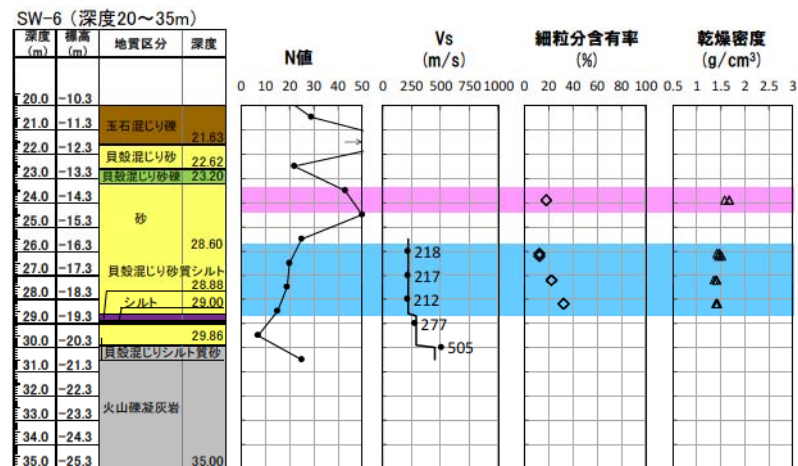 SW-6（深度20～35m）
深度 標高 地質区分 深度
(m) (m)
N値
Vs
(m/s)
細粒分含有率
(%)
乾燥密度
(g/cm³)
0 10 20 30 40 50
0 250 500 750 1000
0 20 40 60 80 100
0.5 1 1.5 2 2.5 3
20.0 -10.3
21.0 -11.3 玉石混じり礫 21.63
22.0 -12.3 貝殻混じり砂 22.62
23.0 -13.3 貝殻混じり砂礫 23.20
24.0 -14.3
25.0 -15.3 砂
26.0 -16.3 28.60 218
27.0 -17.3 貝殻混じり砂質シルト 217
28.0 -18.3 28.88 212
シルト 29.00
29.0 -19.3 277
30.0 -20.3 29.86 505
貝殻混じりシルト質砂
31.0 -21.3
32.0 -22.3
33.0 -23.3 火山礫凝灰岩
34.0 -24.3
35.0 -25.3 35.00